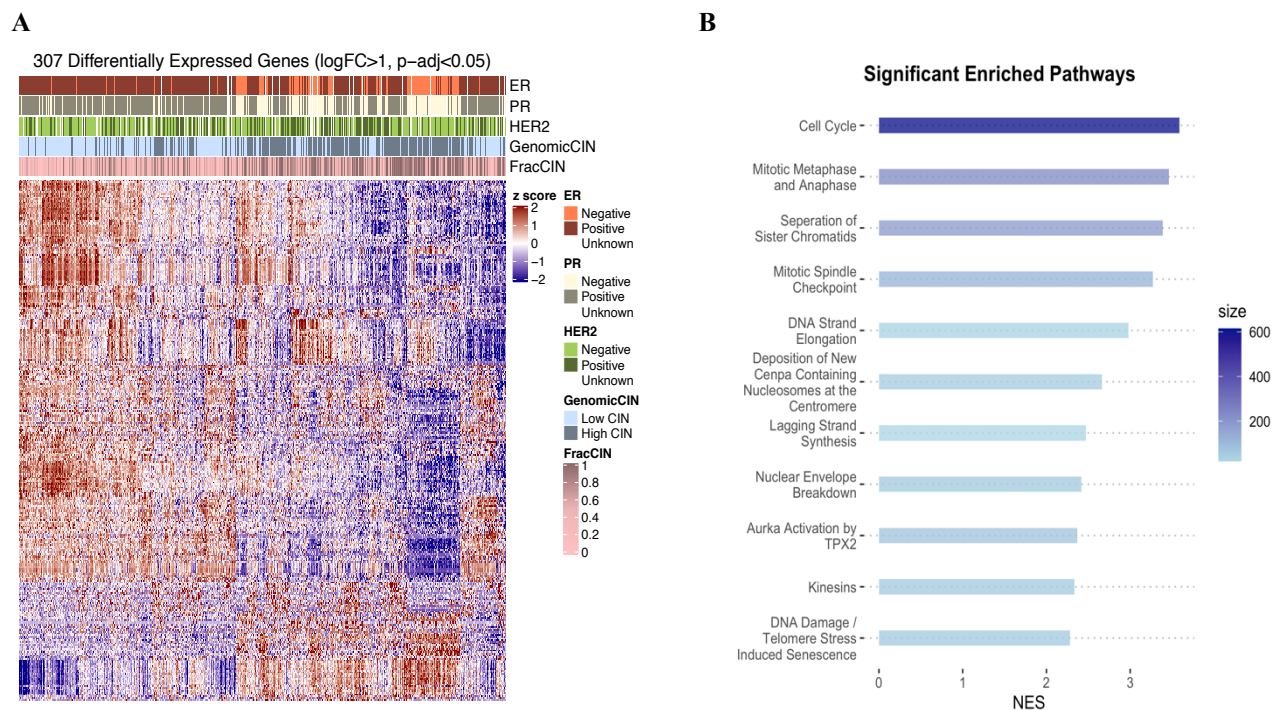 A
307 Differentially Expressed Genes (logFC>1, p−adj<0.05)
ER
PR
HER2
GenomicCIN
FracCIN
z score
2
1
0
−1
−2
ER
Negative
Positive
Unknown
PR
Negative
Positive
Unknown
HER2
Negative
Positive
Unknown
GenomicCIN
Low CIN
High CIN
FracCIN
1
0.8
0.6
0.4
0.2
0
B
Significant Enriched Pathways
Cell Cycle
Mitotic Metaphase
and Anaphase
Seperation of
Sister Chromatids
Mitotic Spindle
Checkpoint
DNA Strand
Elongation
Deposition of New
Cenpa Containing
Nucleosomes at the
Centromere
Lagging Strand
Synthesis
Nuclear Envelope
Breakdown
Aurka Activation by
TPX2
Kinesins
DNA Damage /
Telomere Stress
Induced Senescence
0 1 2 3
NES
size
600
400
200